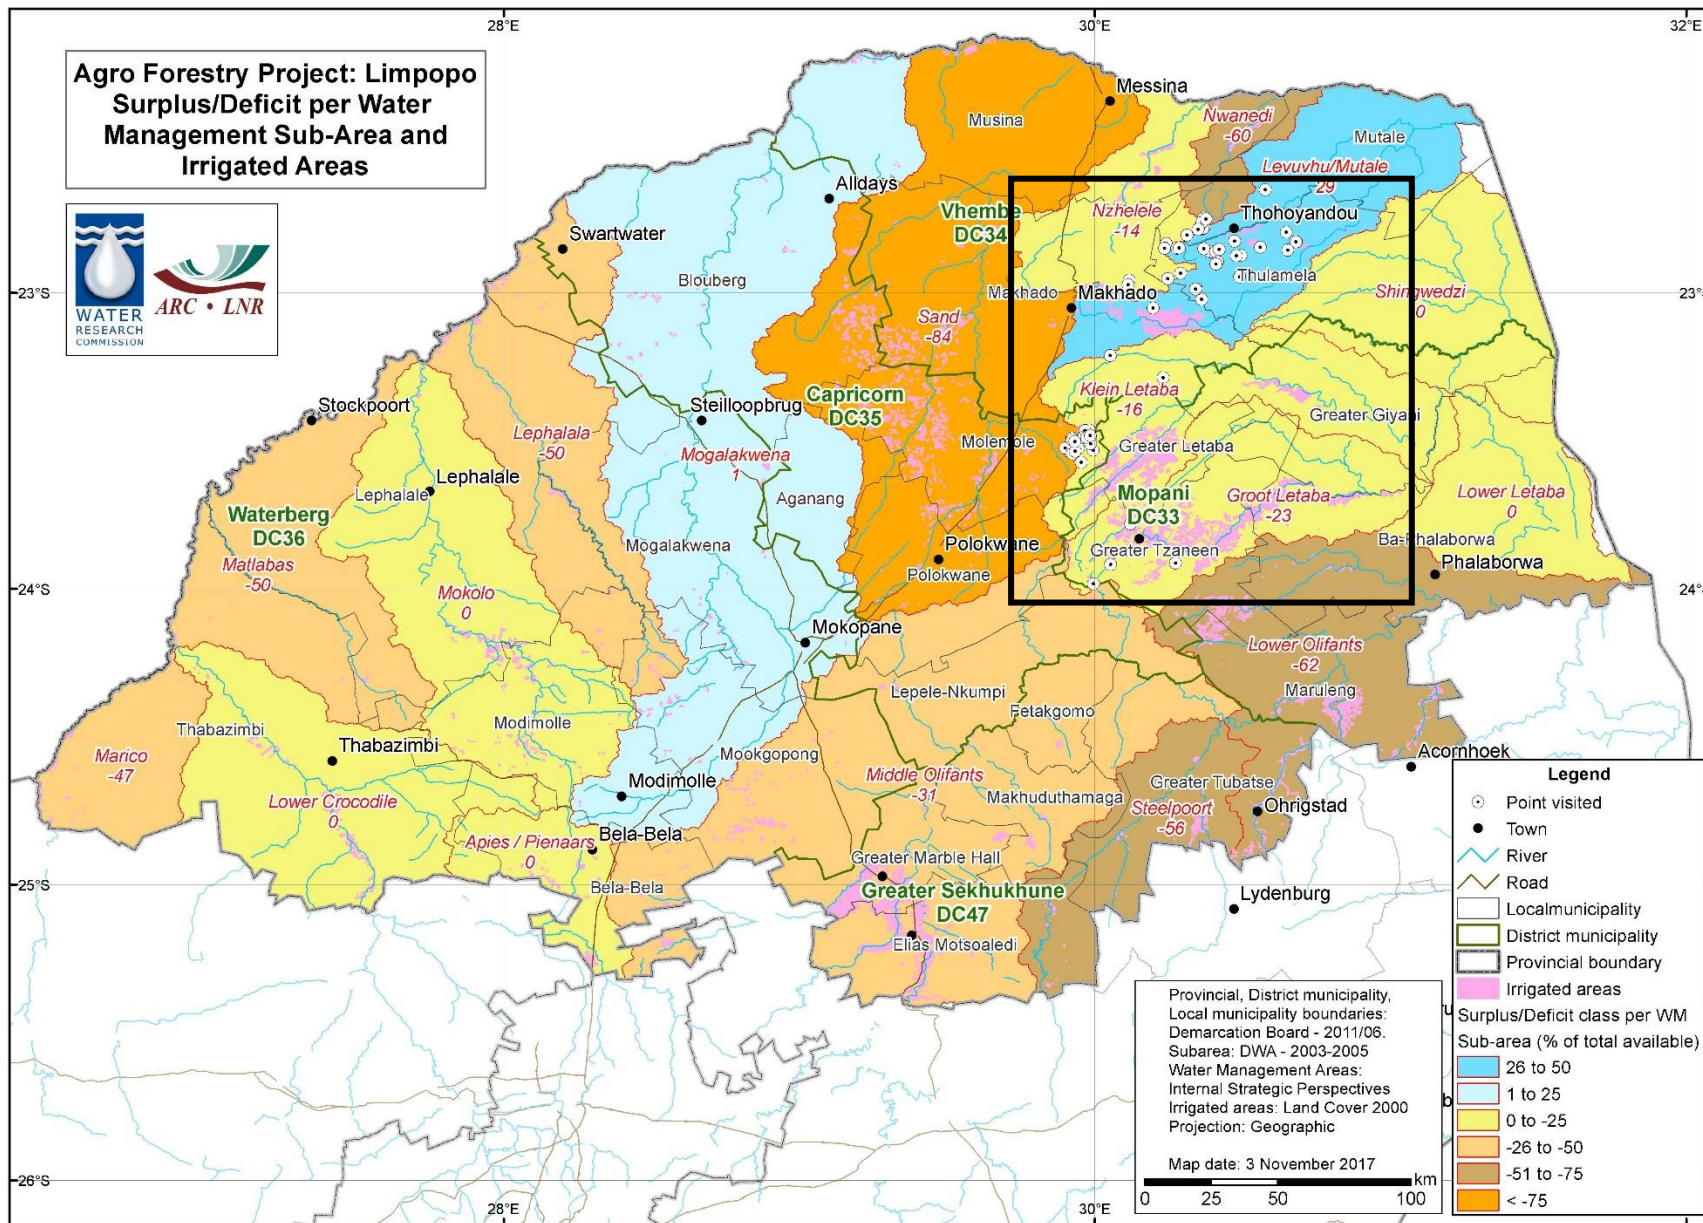 28°E
30°E
32°E
Agro Forestry Project: Limpopo
Surplus/Deficit per Water
Management Sub-Area and
Irrigated Areas
WATER
RESEARCH
COMMISSION
ARC • LNR
Messina
Musina
Nwanedi
-60
Mutale
Levuvhu/Mutale
29
Alldays
Vhembe
DC34
Nzhelele
-14
Thohoyandou
Swartwater
Blouberg
Thulamela
23°S
23°S
Makhado
Makhado
Shingwedzi
0
Sand
-84
Klein Letaba
-16
Capricorn
DC35
Stockpoort
Steilloopbrug
Greater Giyani
Lephalala
-50
Molemole
Greater Letaba
Mogalakwena
1
Lephalale
Lephalale
Aganang
Mopani
DC33
Groot Letaba
-23
Lower Letaba
0
Waterberg
DC36
Mogalakwena
Polokwane
Polokwane
Greater Tzaneen
Ba-Phalaborwa
Phalaborwa
Matlabas
-50
24°S
24°S
Mokolo
0
Mokopane
Lower Olifants
-62
Lepele-Nkumpi
Maruleng
Fetakgomo
Thabazimbi
Modimolle
Thabazimbi
Mookgopong
Acornhoek
Marico
-47
Middle Olifants
-31
Greater Tubatse
Modimolle
Makhuduthamaga
Steelpoort
-56
Ohrigstad
Lower Crocodile
0
Apies / Pienaars
0
Bela-Bela
Greater Marble Hall
25°S
Bela-Bela
Greater Sekhukhune
DC47
Lydenburg
Elias Motsoaledi
26°S
26°S
28°E
30°E
Provincial, District municipality,
Local municipality boundaries:
Demarcation Board - 2011/06.
Subarea: DWA - 2003-2005
Water Management Areas:
Internal Strategic Perspectives
Irrigated areas: Land Cover 2000
Projection: Geographic
Map date: 3 November 2017
km
0 25 50 100
Legend
Point visited
Town
River
Road
Localmunicipality
District municipality
Provincial boundary
Irrigated areas
Surplus/Deficit class per WM
Sub-area (% of total available)
26 to 50
1 to 25
0 to -25
-26 to -50
-51 to -75
< -75